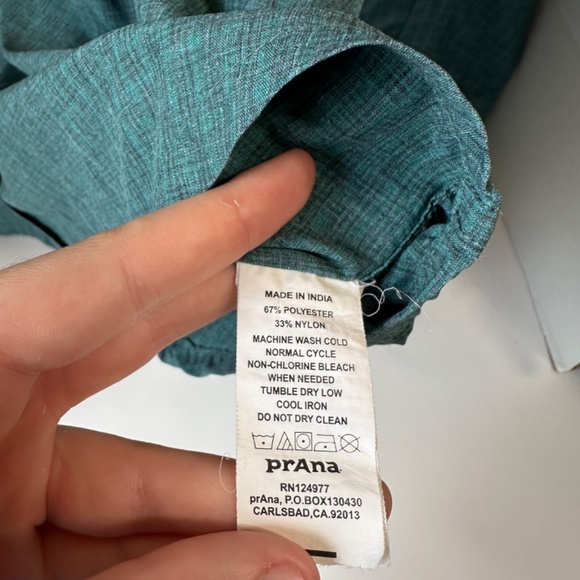 MADE IN INDIA
67% POLYESTER
33% NYLON
MACHINE WASH COLD
NORMAL CYCLE
NON-CHLORINE BLEACH
WHEN NEEDED
TUMBLE DRY LOW
COOL IRON
DO NOT DRY CLEAN
prAna
RN124977
prAna, P.O.BOX130430
CARLSBAD,CA.92013